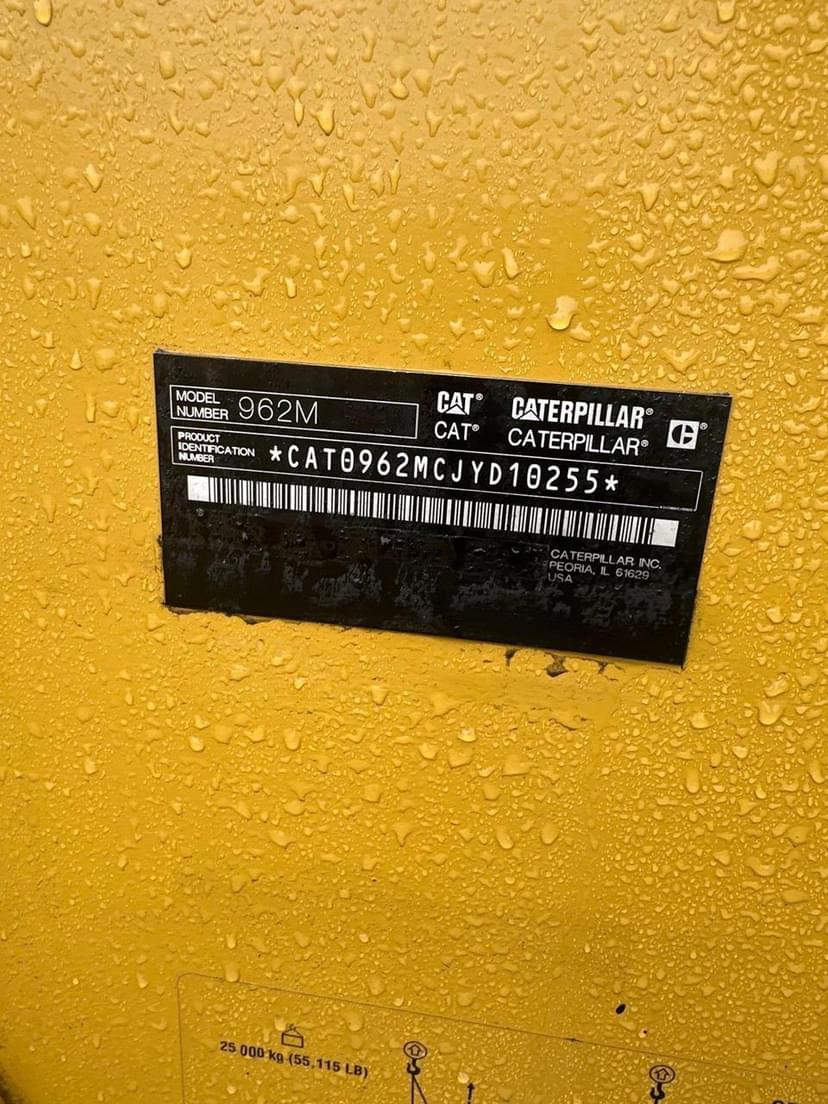 MODEL
NUMBER 962M
CAT® CATERPILLAR®
CAT® CATERPILLAR®
PRODUCT
IDENTIFICATION
NUMBER
*CAT0962MCJYD10255*
CATERPILLAR INC.
PEORIA, IL 61629
USA
25 000 kg (55,115 LB)